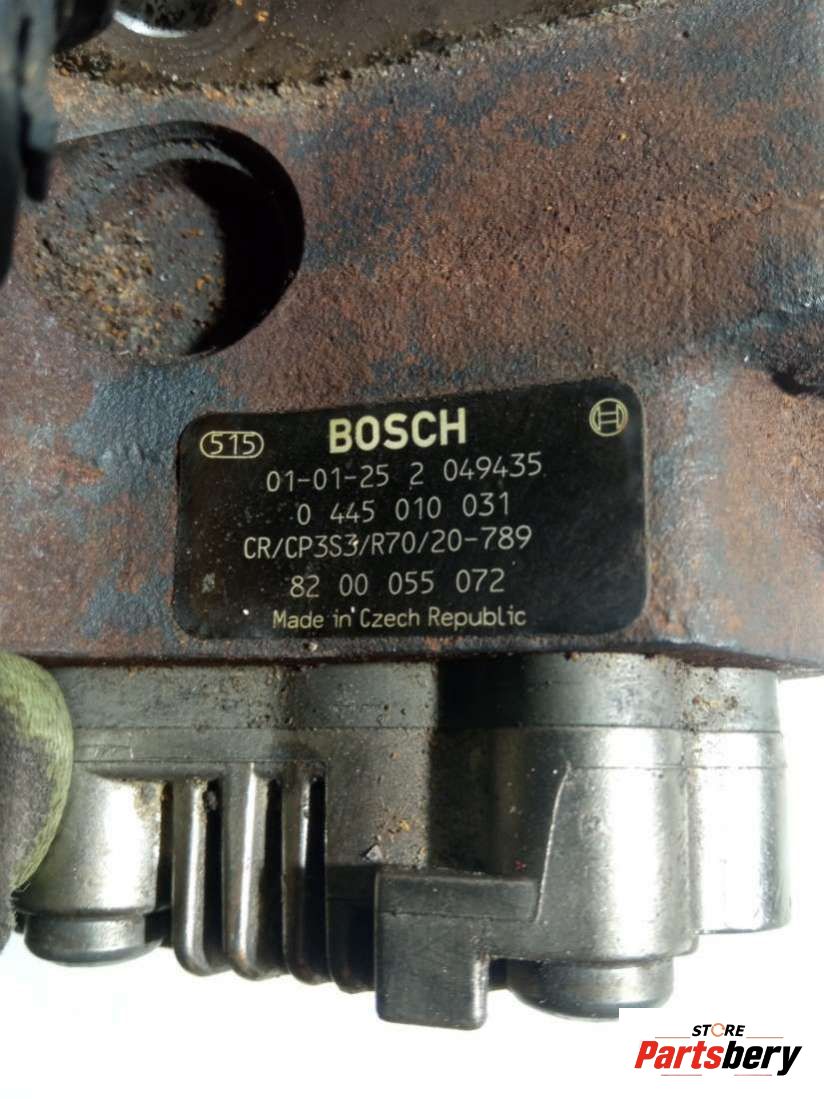 515
BOSCH
01-01-25 2 049435
0 445 010 031
CR/CP3S3/R70/20-789
82 00 055 072
Made in Czech Republic
STORE
Partsbery